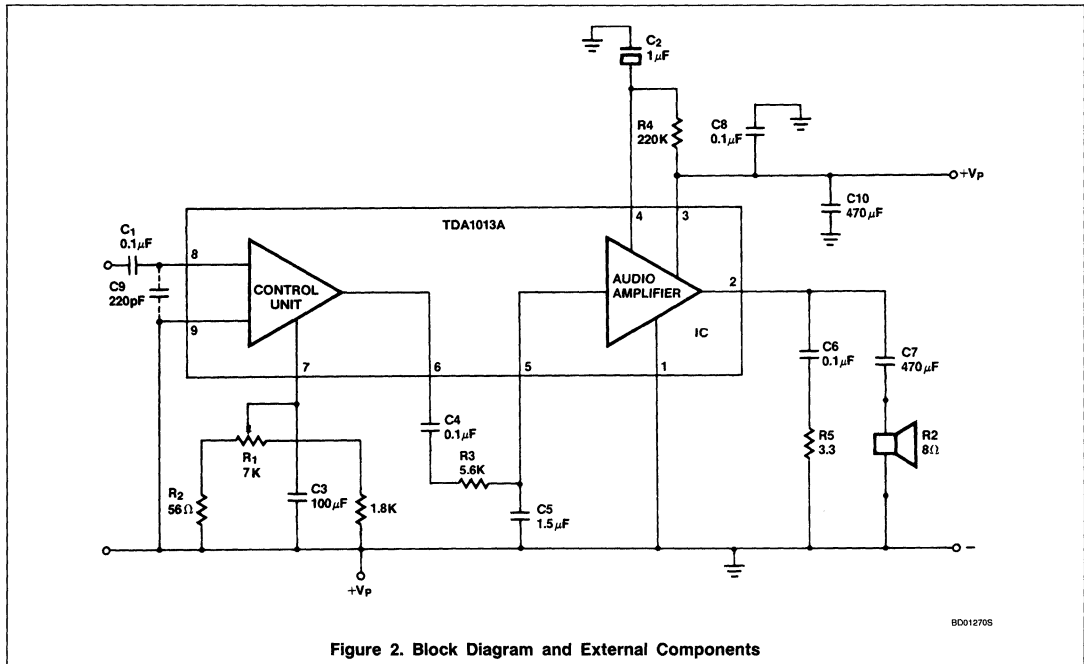 C2
1μF
R4
220K
C8
0.1μF
+VP
C10
470μF
TDA1013A
4
3
C1
0.1μF
8
C9
220pF
CONTROL
UNIT
9
7
6
5
AUDIO
AMPLIFIER
2
IC
1
C6
0.1μF
C7
470μF
C4
0.1μF
R3
5.6K
R1
7K
R2
56Ω
C3
100μF
1.8K
C5
1.5μF
R5
3.3
R2
8Ω
+VP
−
BD01270S
Figure 2. Block Diagram and External Components